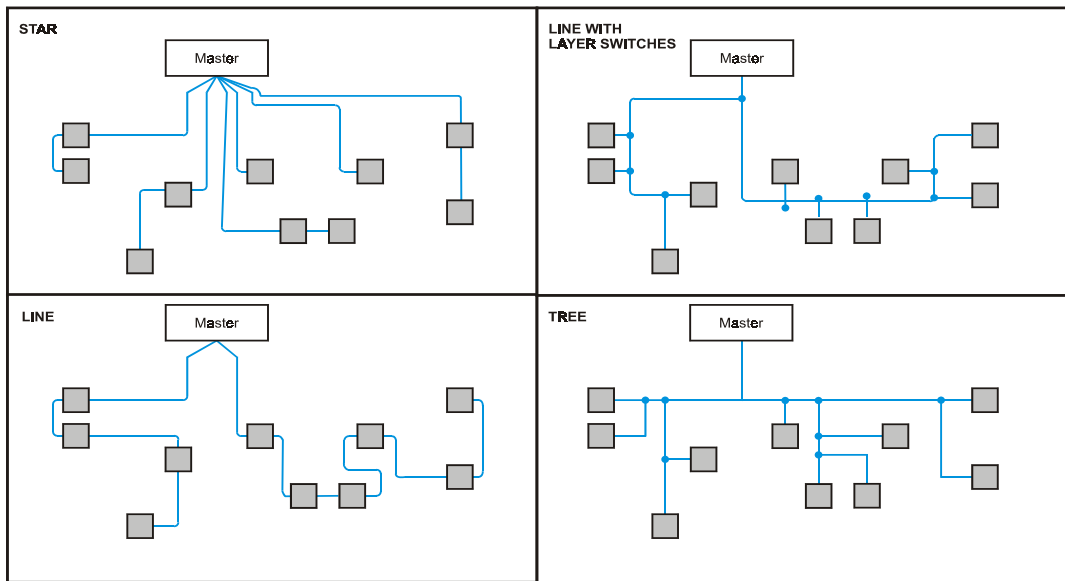 STAR
Master
LINE WITH
LAYER SWITCHES
Master
LINE
Master
TREE
Master